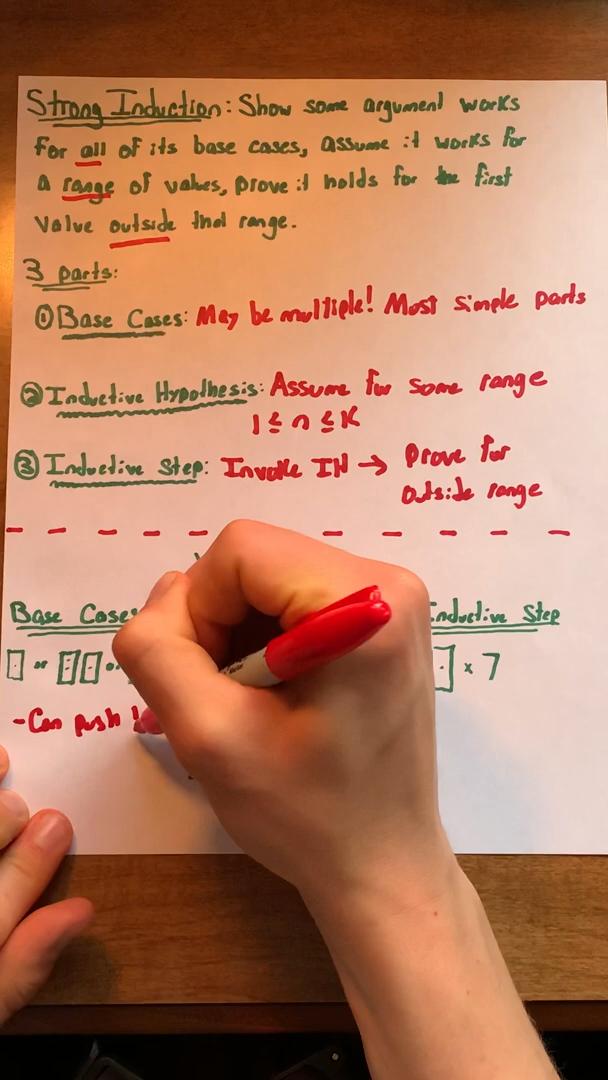 Strong Induction: Show some argument works
for all of its base cases, assume it works for
a range of values, prove it holds for the first
value outside that range.
3 parts:
① Base Cases: May be multiple! Most simple parts
② Inductive Hypothesis: Assume for some range
1 ≤ n ≤ K
③ Inductive Step: Invoke IH → Prove for
outside range
Base Cases Inductive Step
x 7
- Can push